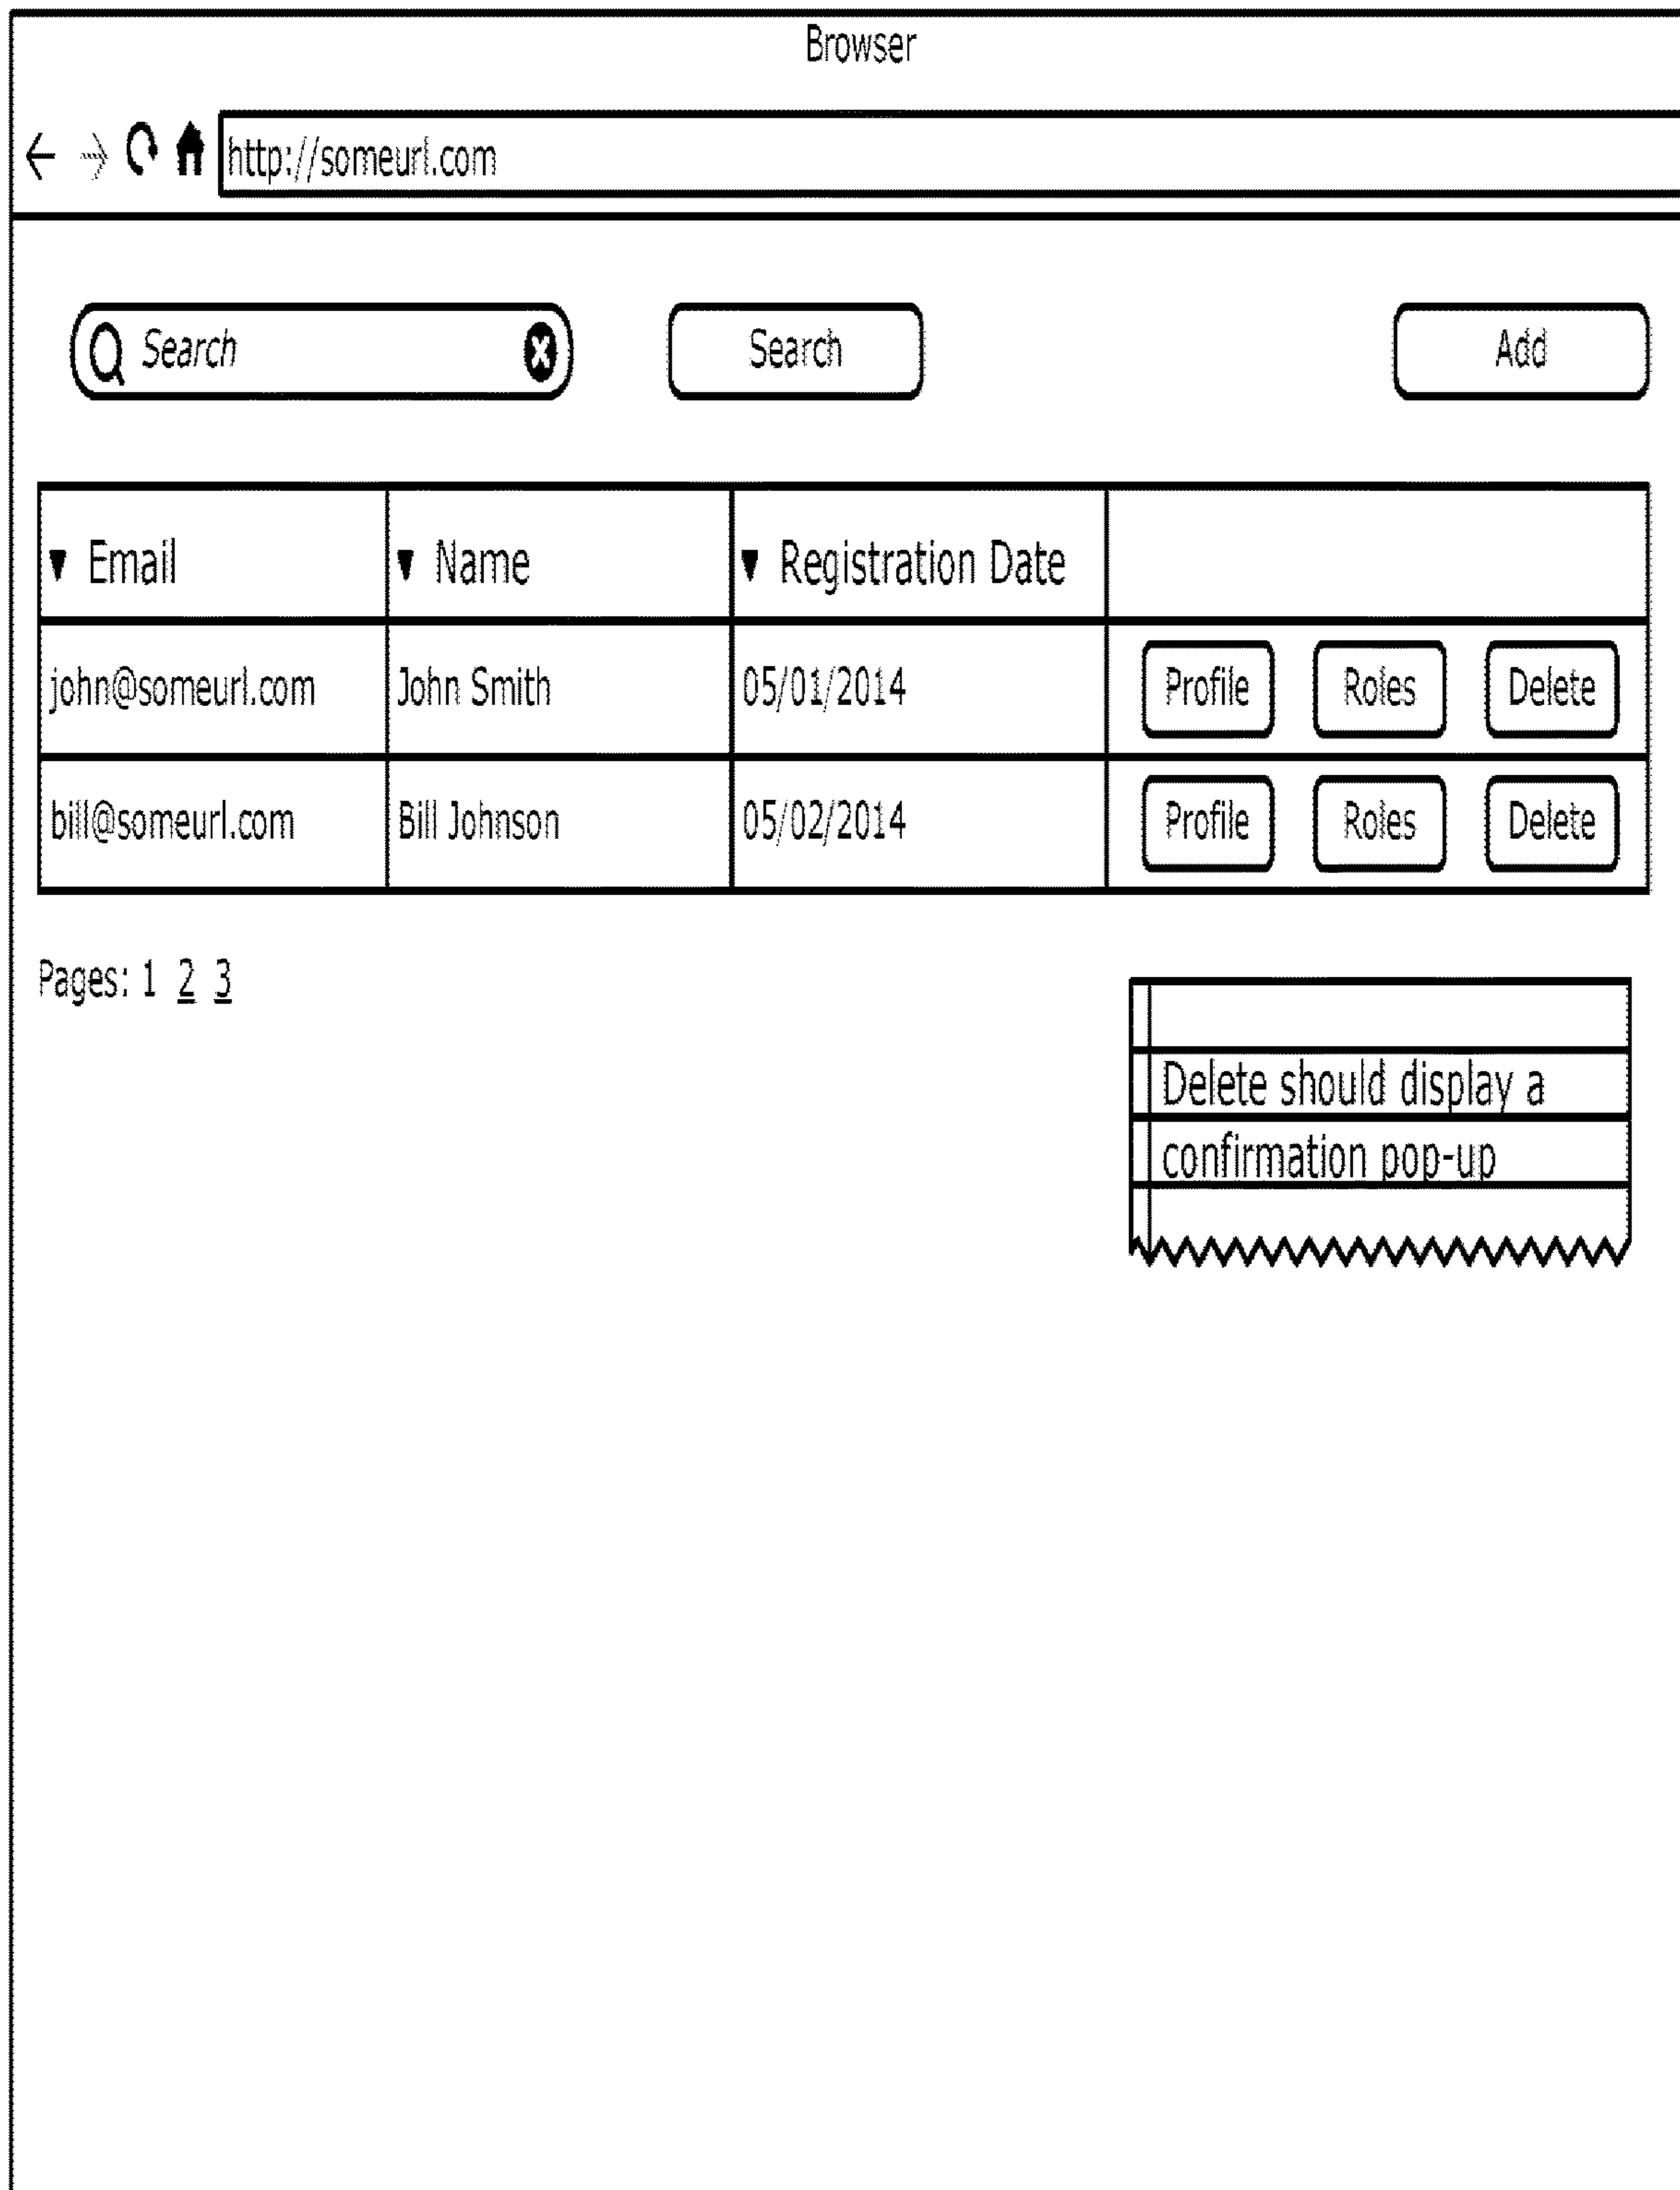 Browser
http://someurl.com
Search Search Add
Email Name Registration Date
john@someurl.com John Smith 05/01/2014 Profile Roles Delete
bill@someurl.com Bill Johnson 05/02/2014 Profile Roles Delete
Pages: 1 2 3
Delete should display a
confirmation pop-up